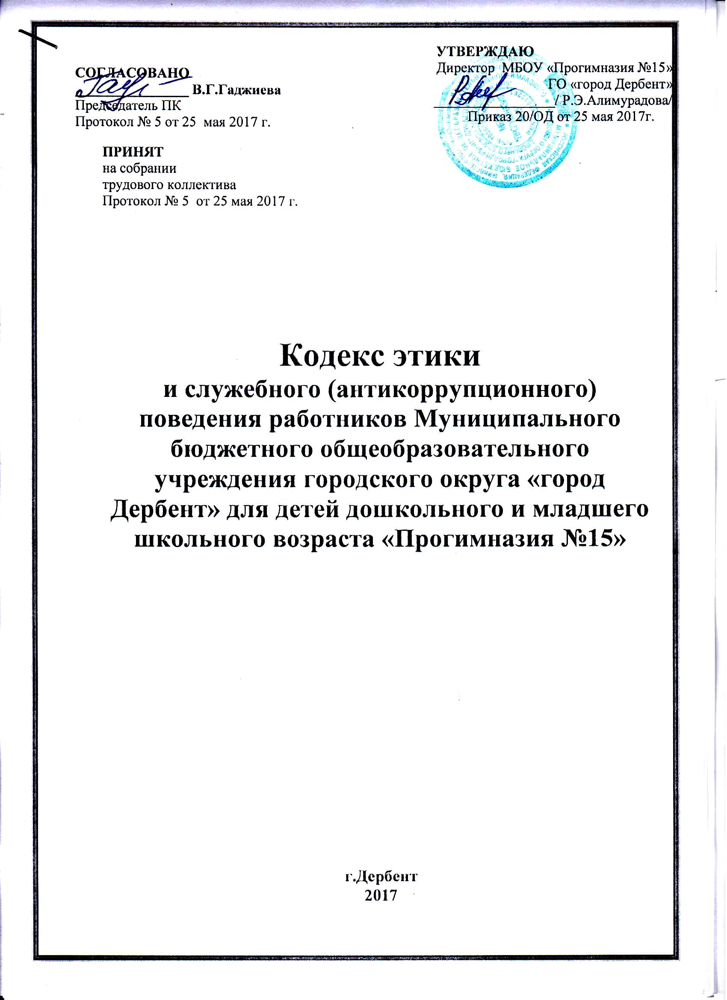 СОГЛАСОВАНО
В.Г.Гаджиева
Председатель ПК
Протокол № 5 от 25 мая 2017 г.
УТВЕРЖДАЮ
Директор МБОУ «Прогимназия №15»
ГО «город Дербент»
/ Р.Э.Алимурадова/
Приказ 20/ОД от 25 мая 2017г.
ПРИНЯТ
на собрании
трудового коллектива
Протокол № 5 от 25 мая 2017 г.
Кодекс этики
и служебного (антикоррупционного)
поведения работников Муниципального
бюджетного общеобразовательного
учреждения городского округа «город
Дербент» для детей дошкольного и младшего
школьного возраста «Прогимназия №15»
г.Дербент
2017